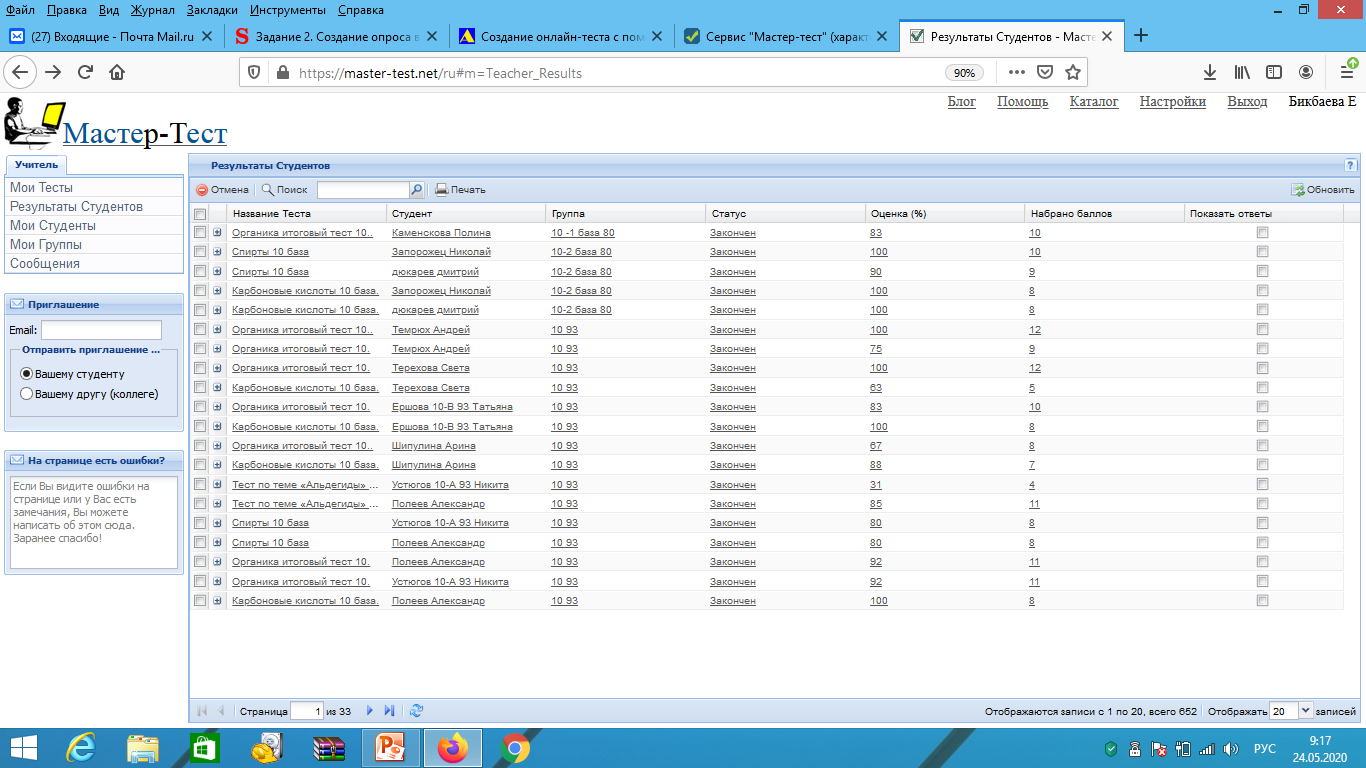 Файл Правка Вид Журнал Закладки Инструменты Справка
(27) Входящие - Почта Mail.ru Задание 2. Создание опроса в Создание онлайн-теста с пом Сервис "Мастер-тест" (характе Результаты Студентов - Масте
https://master-test.net/ru#m=Teacher_Results 90%
Блог Помощь Каталог Настройки Выход Бикбаева Е
Мастер-Тест
Учитель
Мои Тесты
Результаты Студентов
Мои Студенты
Мои Группы
Сообщения
Приглашение
Email:
Отправить приглашение ...
Вашему студенту
Вашему другу (коллеге)
На странице есть ошибки?
Если Вы видите ошибки на
странице или у Вас есть
замечания, Вы можете
написать об этом сюда.
Заранее спасибо!
Результаты Студентов
Отмена Поиск Печать Обновить
Название Теста Студент Группа Статус Оценка (%) Набрано баллов Показать ответы
Органика итоговый тест 10.. Каменскова Полина 10 -1 база 80 Закончен 83 10
Спирты 10 база Запорожец Николай 10-2 база 80 Закончен 100 10
Спирты 10 база дюкарев дмитрий 10-2 база 80 Закончен 90 9
Карбоновые кислоты 10 база. Запорожец Николай 10-2 база 80 Закончен 100 8
Карбоновые кислоты 10 база. дюкарев дмитрий 10-2 база 80 Закончен 100 8
Органика итоговый тест 10.. Темрюх Андрей 10 93 Закончен 100 12
Органика итоговый тест 10. Темрюх Андрей 10 93 Закончен 75 9
Органика итоговый тест 10. Терехова Света 10 93 Закончен 100 12
Карбоновые кислоты 10 база. Терехова Света 10 93 Закончен 63 5
Органика итоговый тест 10. Ершова 10-В 93 Татьяна 10 93 Закончен 83 10
Карбоновые кислоты 10 база. Ершова 10-В 93 Татьяна 10 93 Закончен 100 8
Органика итоговый тест 10.. Шипулина Арина 10 93 Закончен 67 8
Карбоновые кислоты 10 база. Шипулина Арина 10 93 Закончен 88 7
Тест по теме «Альдегиды» ... Устюгов 10-А 93 Никита 10 93 Закончен 31 4
Тест по теме «Альдегиды» ... Полеев Александр 10 93 Закончен 85 11
Спирты 10 база Устюгов 10-А 93 Никита 10 93 Закончен 80 8
Спирты 10 база Полеев Александр 10 93 Закончен 80 8
Органика итоговый тест 10. Полеев Александр 10 93 Закончен 92 11
Органика итоговый тест 10. Устюгов 10-А 93 Никита 10 93 Закончен 92 11
Карбоновые кислоты 10 база. Полеев Александр 10 93 Закончен 100 8
Страница 1 из 33 Отображаются записи с 1 по 20, всего 652 Отображать 20 записей
РУС 9:17
24.05.2020